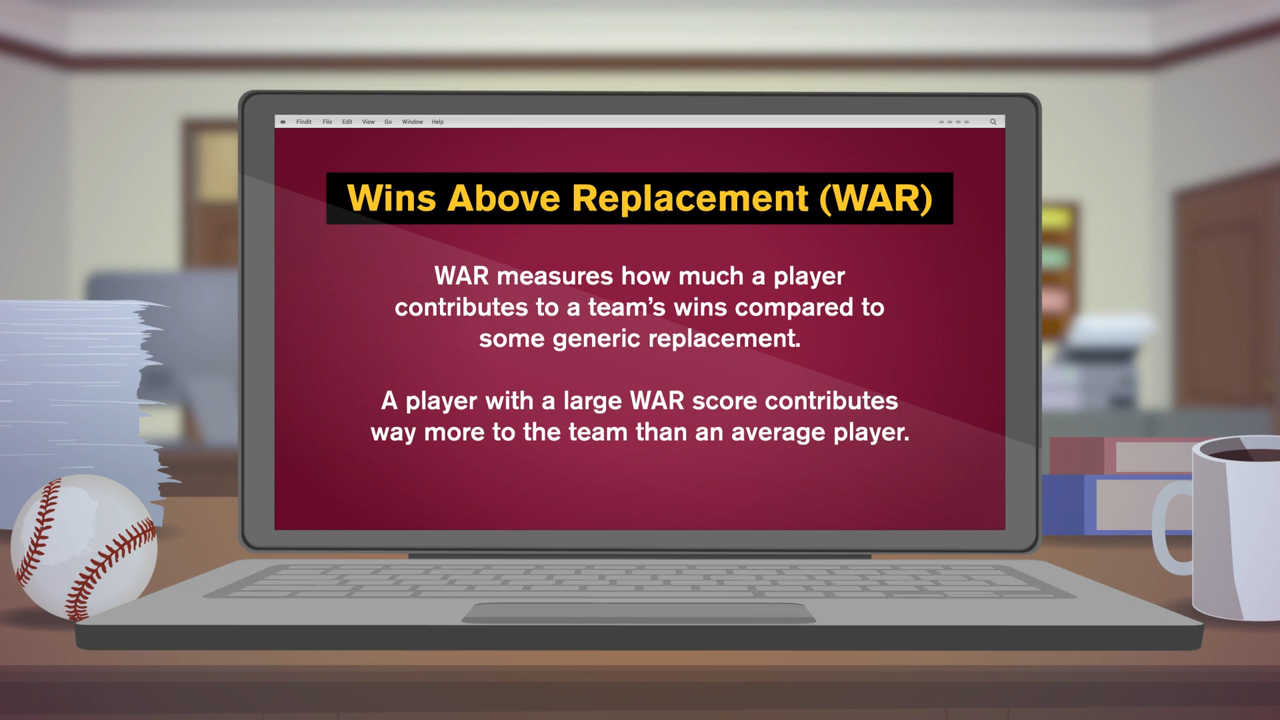 Findit File Edit View Go Window Help
Wins Above Replacement (WAR)
WAR measures how much a player
contributes to a team’s wins compared to
some generic replacement.
A player with a large WAR score contributes
way more to the team than an average player.